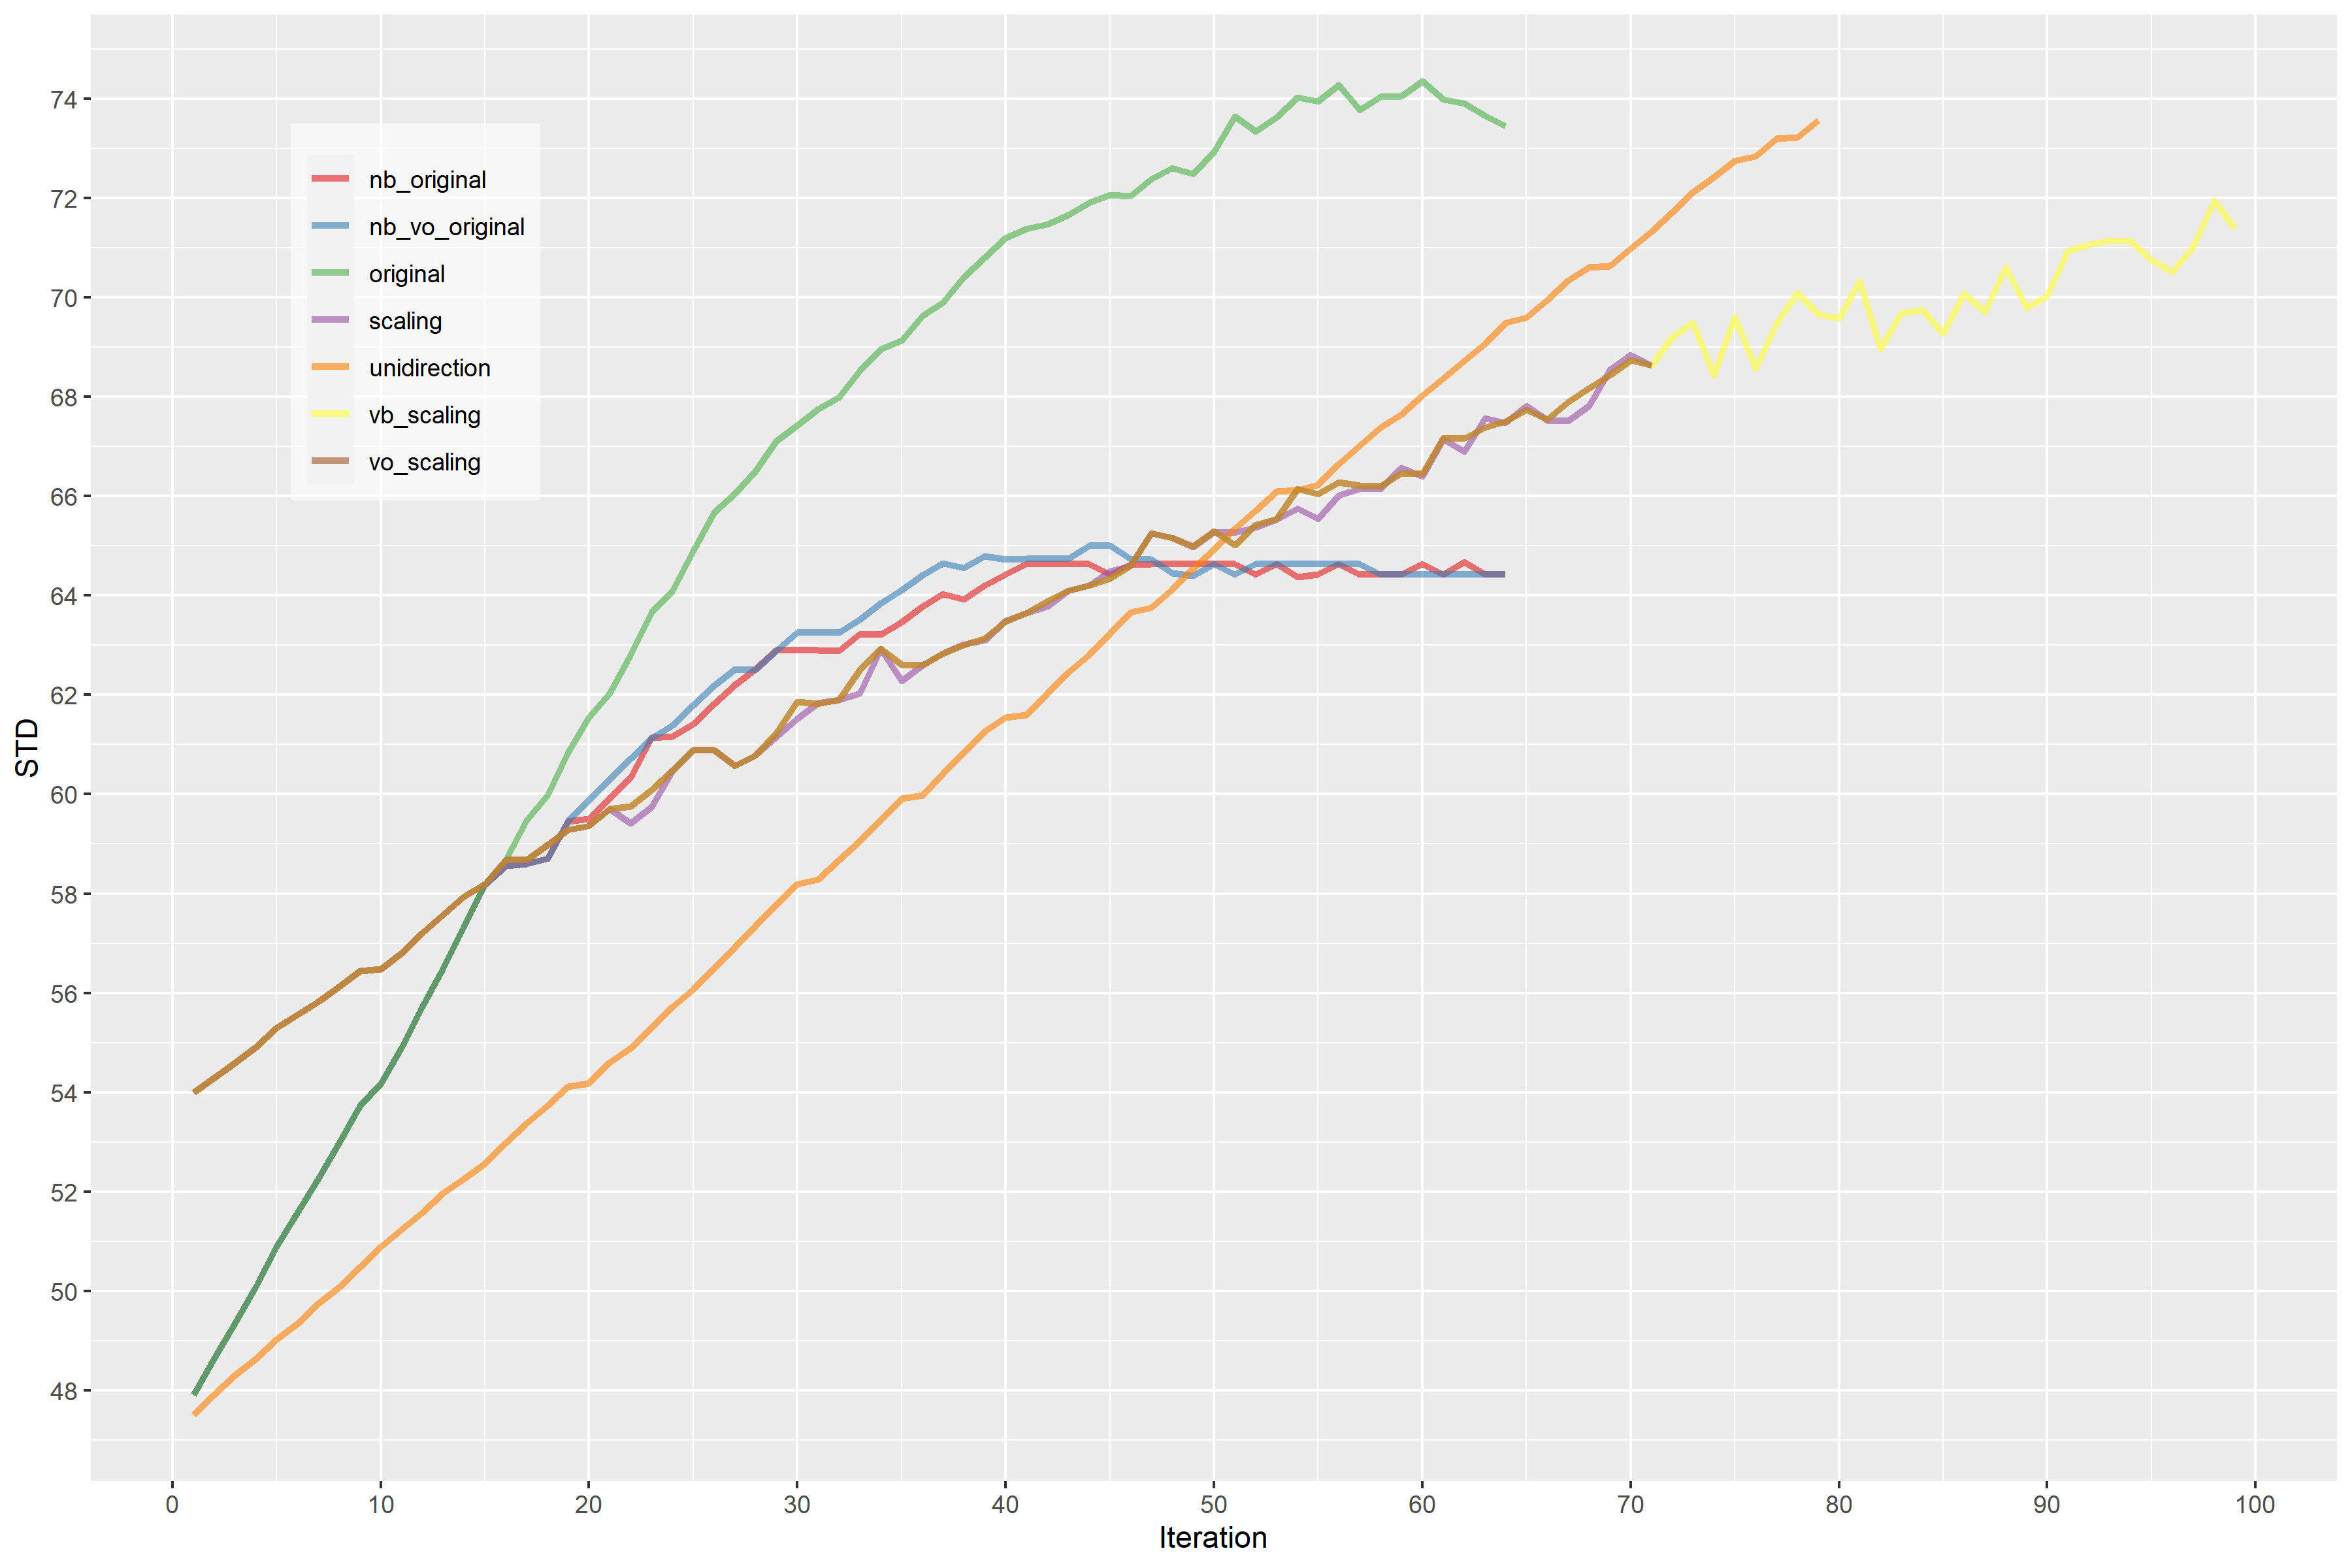 74
72
70
68
66
64
62
60
58
56
54
52
50
48
STD
nb_original
nb_vo_original
original
scaling
unidirection
vb_scaling
vo_scaling
0 10 20 30 40 50 60 70 80 90 100
Iteration